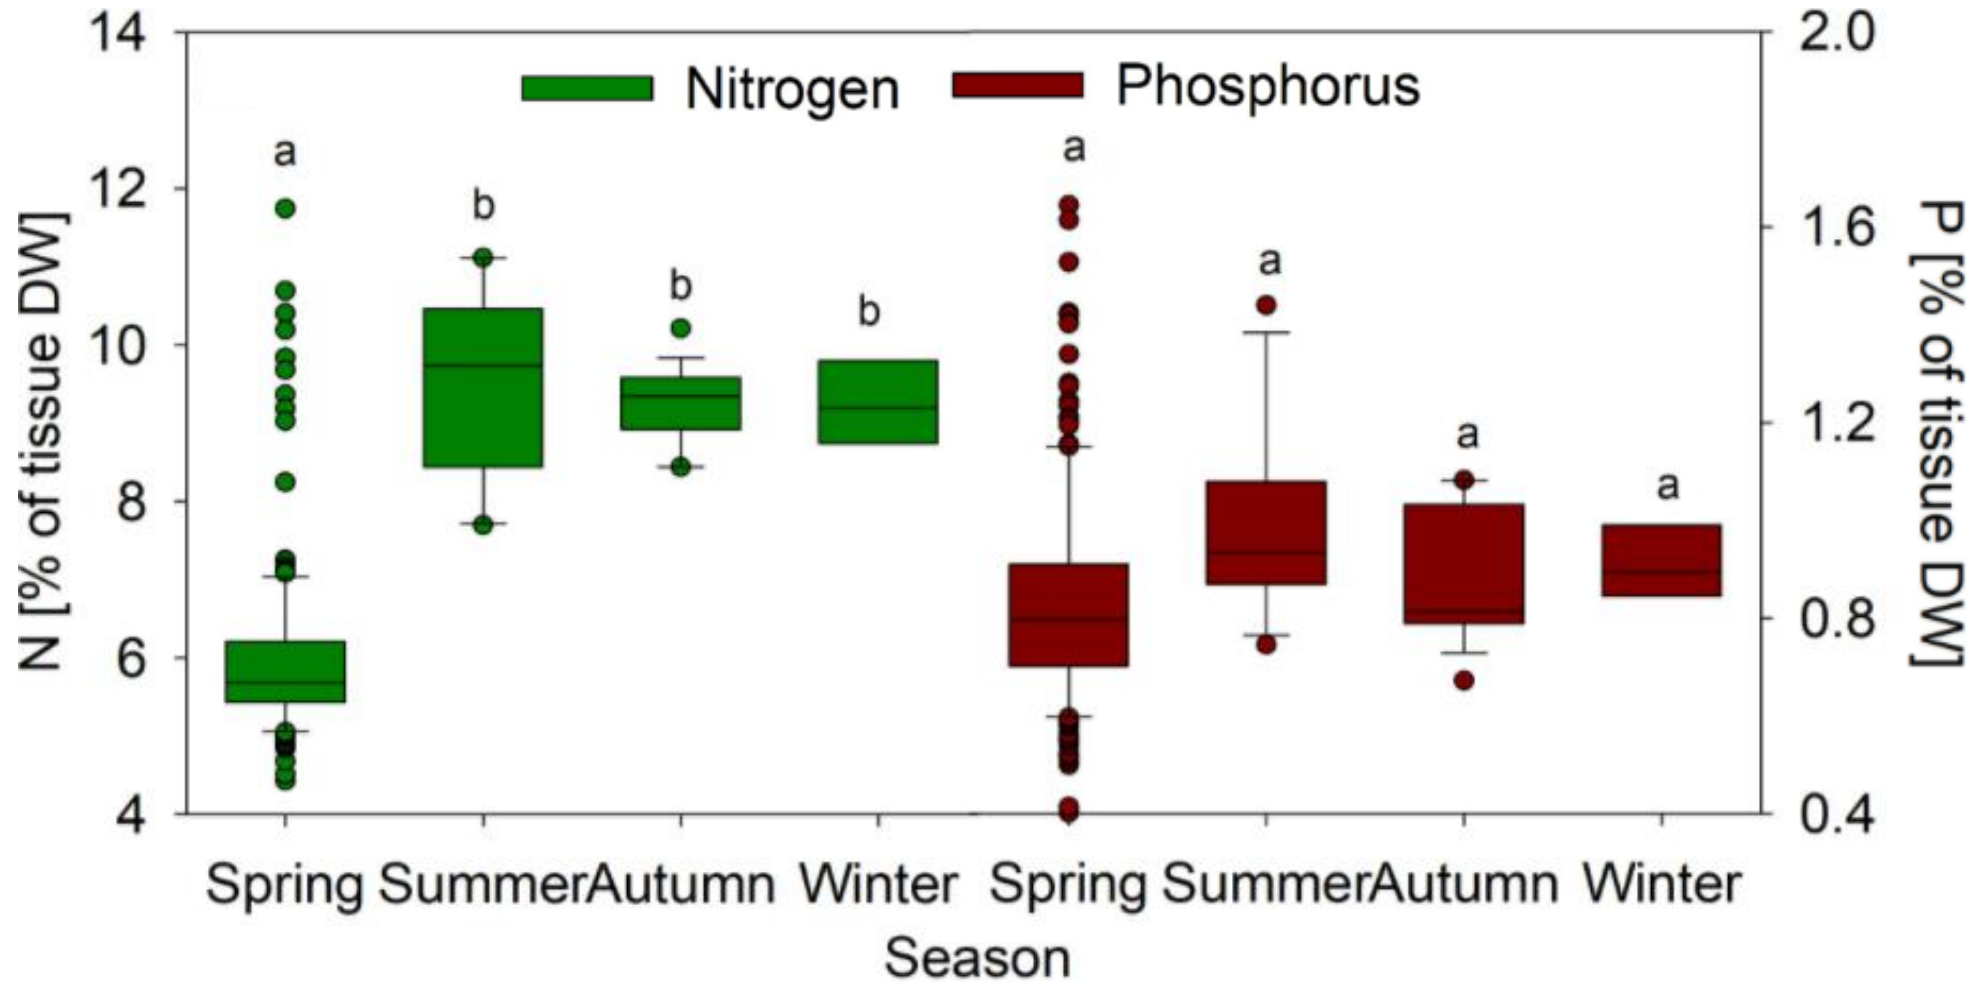 14
2.0
Nitrogen
Phosphorus
a
a
12
b
1.6
a
b
10
b
a
1.2
a
8
0.8
6
4
0.4
N [% of tissue DW]
P [% of tissue DW]
Spring Summer Autumn Winter Spring Summer Autumn Winter
Season